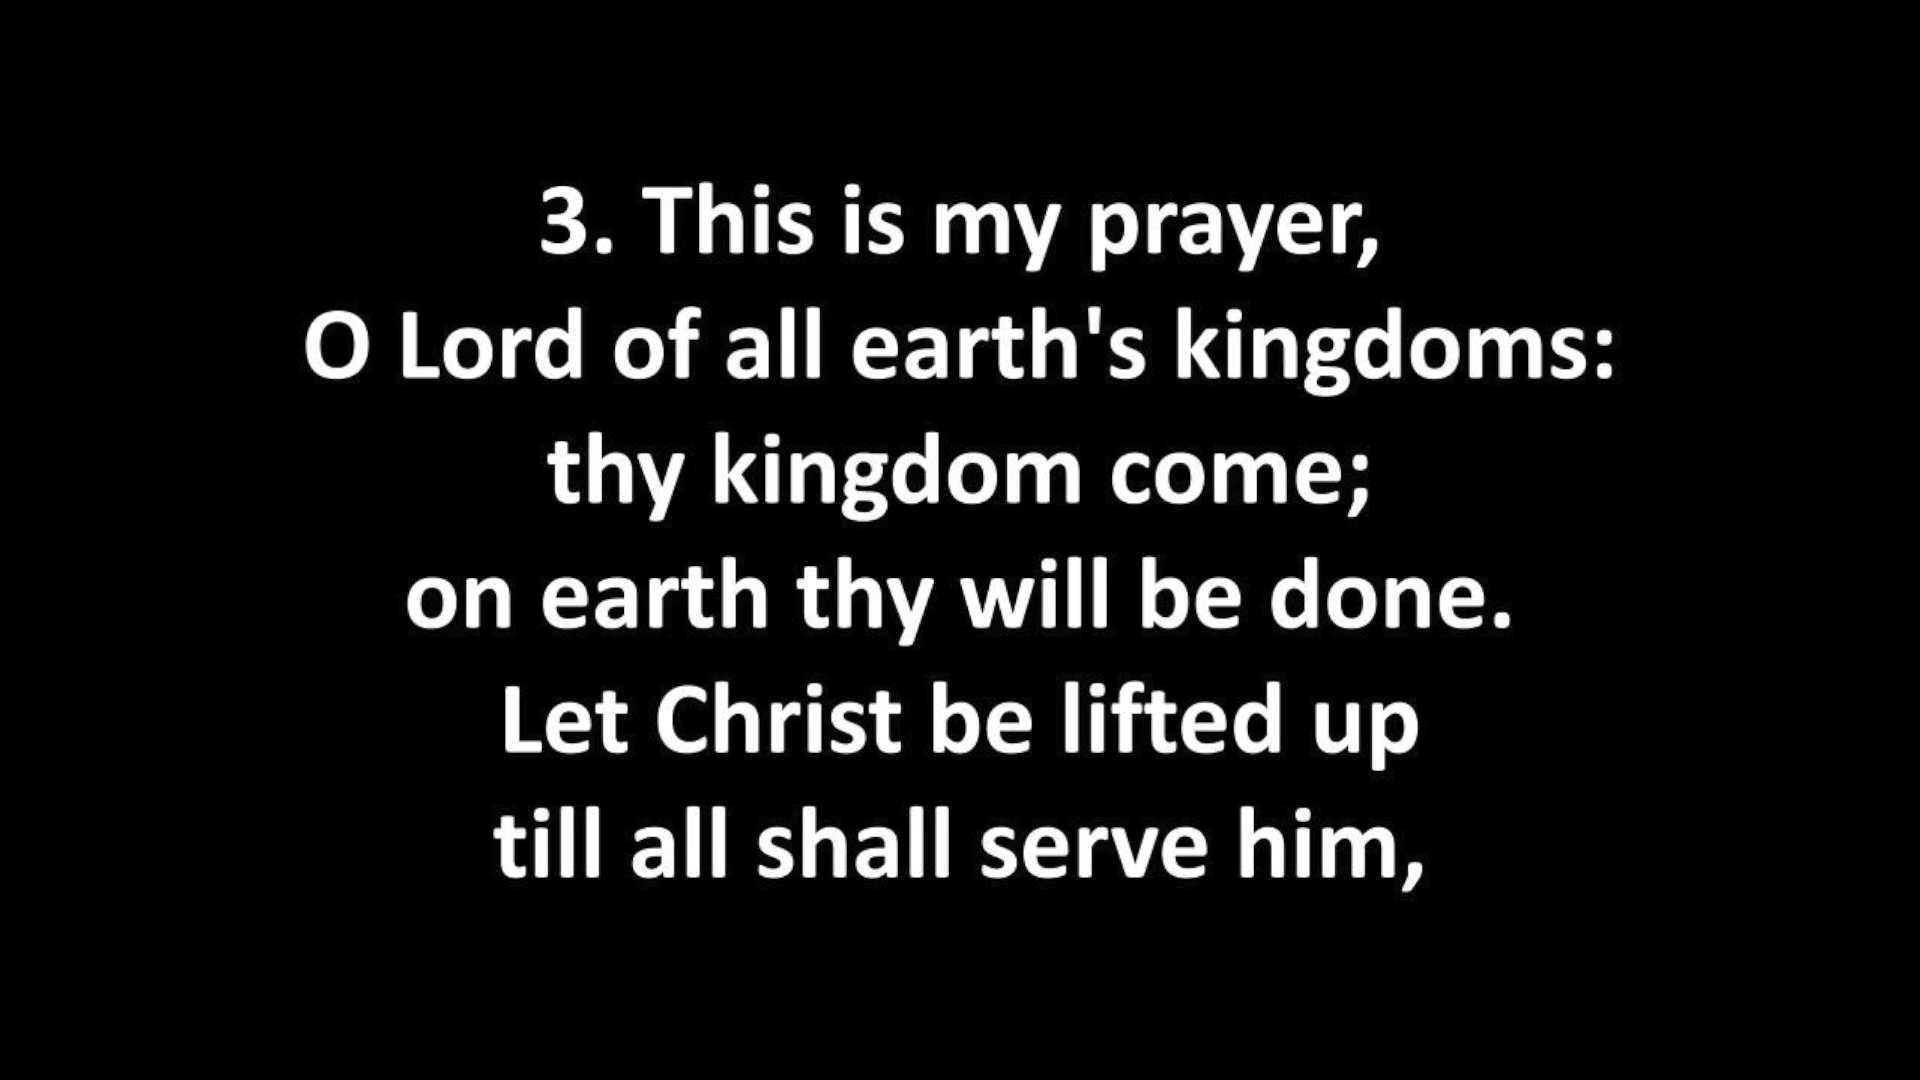 3. This is my prayer,
O Lord of all earth's kingdoms:
thy kingdom come;
on earth thy will be done.
Let Christ be lifted up
till all shall serve him,